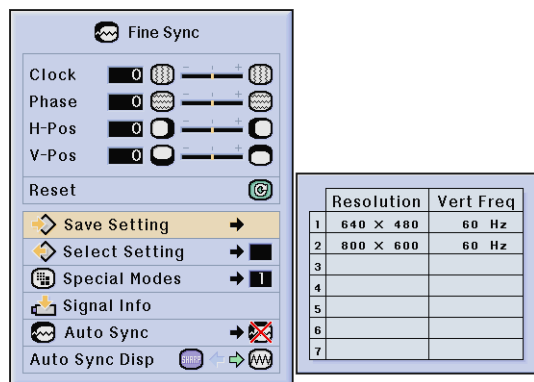 Fine Sync
Clock 0 - +
Phase 0 - +
H-Pos 0 - +
V-Pos 0 - +
Reset
Save Setting
Select Setting
Special Modes 1
Signal Info
Auto Sync
Auto Sync Disp SHARP
Resolution Vert Freq
1 640 × 480 60 Hz
2 800 × 600 60 Hz
3
4
5
6
7